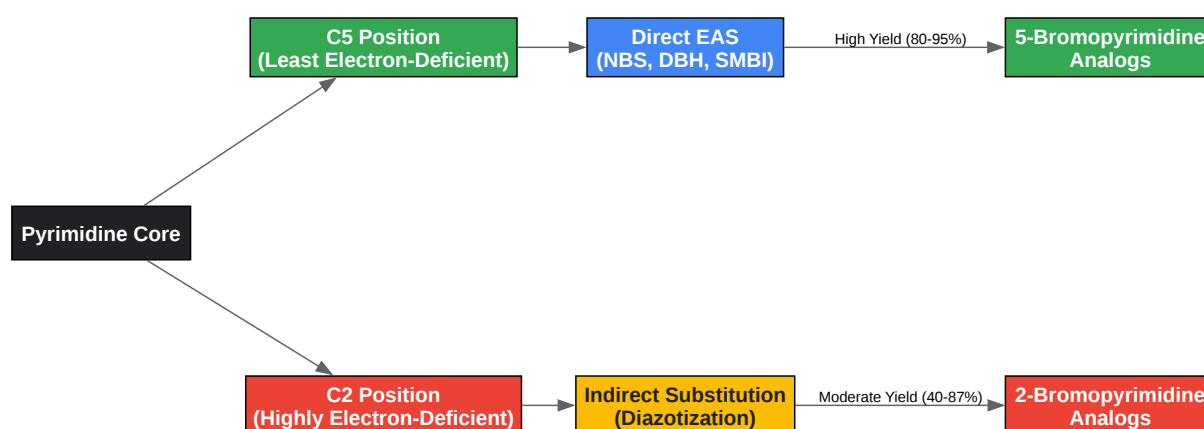 C5 Position
(Least Electron-Deficient)
Direct EAS
(NBS, DBH, SMBI)
High Yield (80-95%)
5-Bromopyrimidine
Analogs
Pyrimidine Core
C2 Position
(Highly Electron-Deficient)
Indirect Substitution
(Diazotization)
Moderate Yield (40-87%)
2-Bromopyrimidine
Analogs